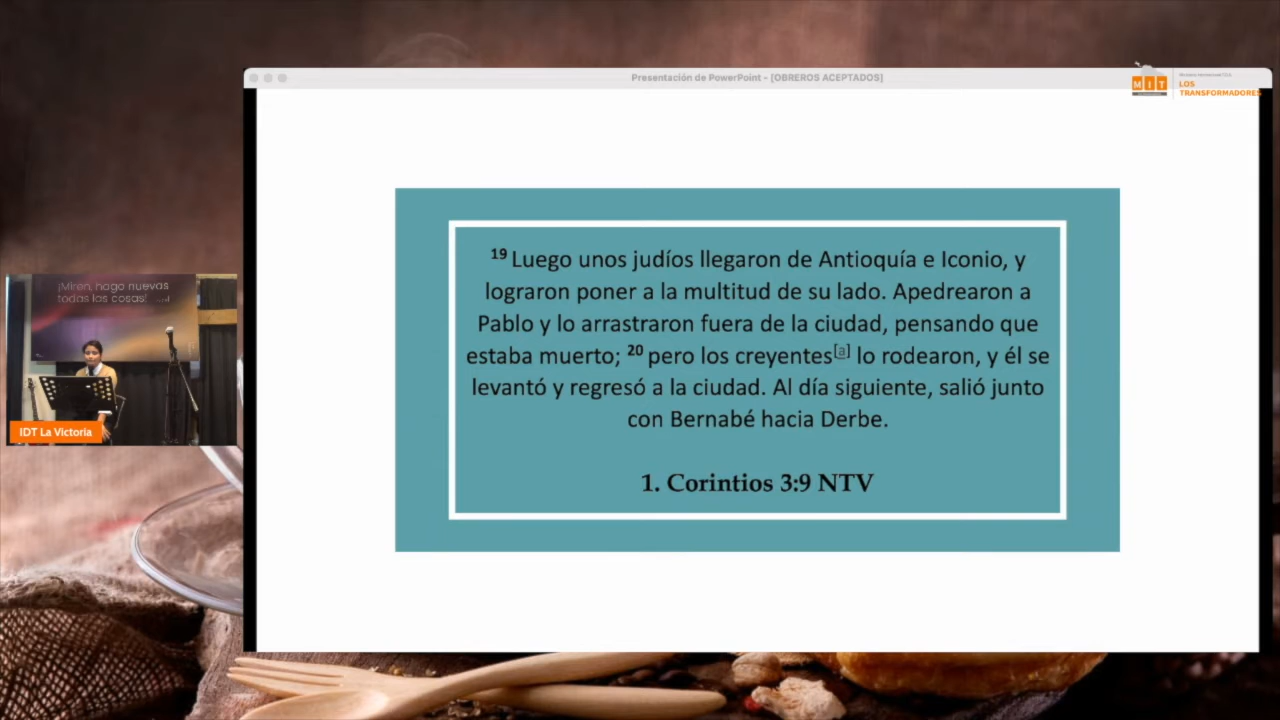 Presentación de PowerPoint - [OBREROS ACEPTADOS]
MIT
LOS
TRANSFORMADORES
19 Luego unos judíos llegaron de Antioquía e Iconio, y
lograron poner a la multitud de su lado. Apedrearon a
Pablo y lo arrastraron fuera de la ciudad, pensando que
estaba muerto; 20 pero los creyentes[a] lo rodearon, y él se
levantó y regresó a la ciudad. Al día siguiente, salió junto
con Bernabé hacia Derbe.
1. Corintios 3:9 NTV
¡Miren, hago nuevas
todas las cosas!
IDT La Victoria